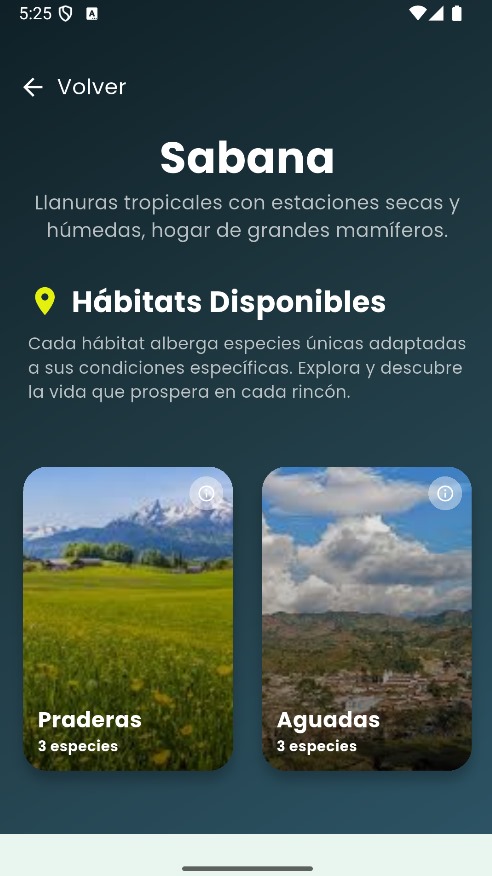 5:25
A
Volver
Sabana
Llanuras tropicales con estaciones secas y
húmedas, hogar de grandes mamíferos.
Hábitats Disponibles
Cada hábitat alberga especies únicas adaptadas
a sus condiciones específicas. Explora y descubre
la vida que prospera en cada rincón.
Praderas
3 especies
Aguadas
3 especies